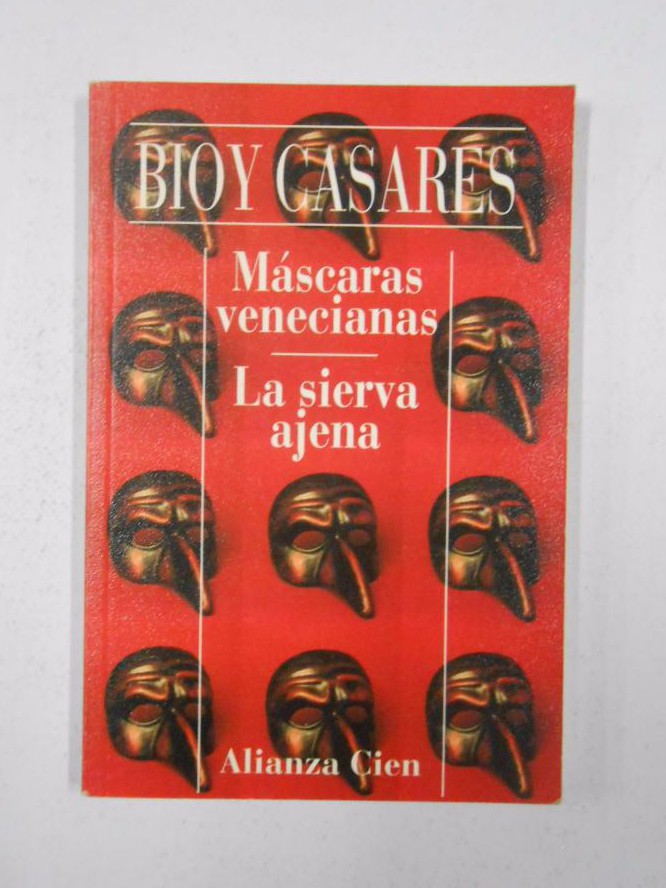 BIOY CASARES
Máscaras
venecianas
La sierva
ajena
Alianza Cien